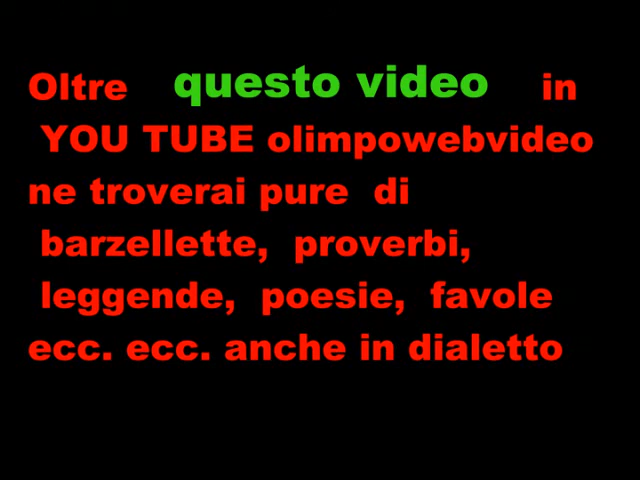 Oltre questo video in
YOU TUBE olimpowebvideo
ne troverai pure di
barzellette, proverbi,
leggende, poesie, favole
ecc. ecc. anche in dialetto